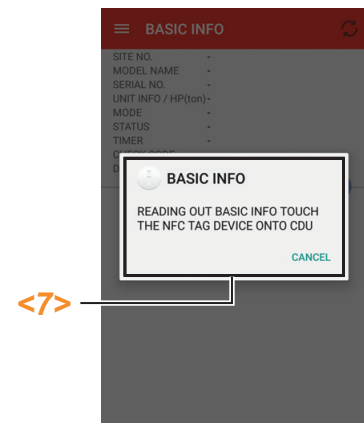 BASIC INFO
SITE NO. -
MODEL NAME -
SERIAL NO. -
UNIT INFO / HP(ton)-
MODE -
STATUS -
TIMER -
BASIC INFO
READING OUT BASIC INFO TOUCH
THE NFC TAG DEVICE ONTO CDU
CANCEL
<7>